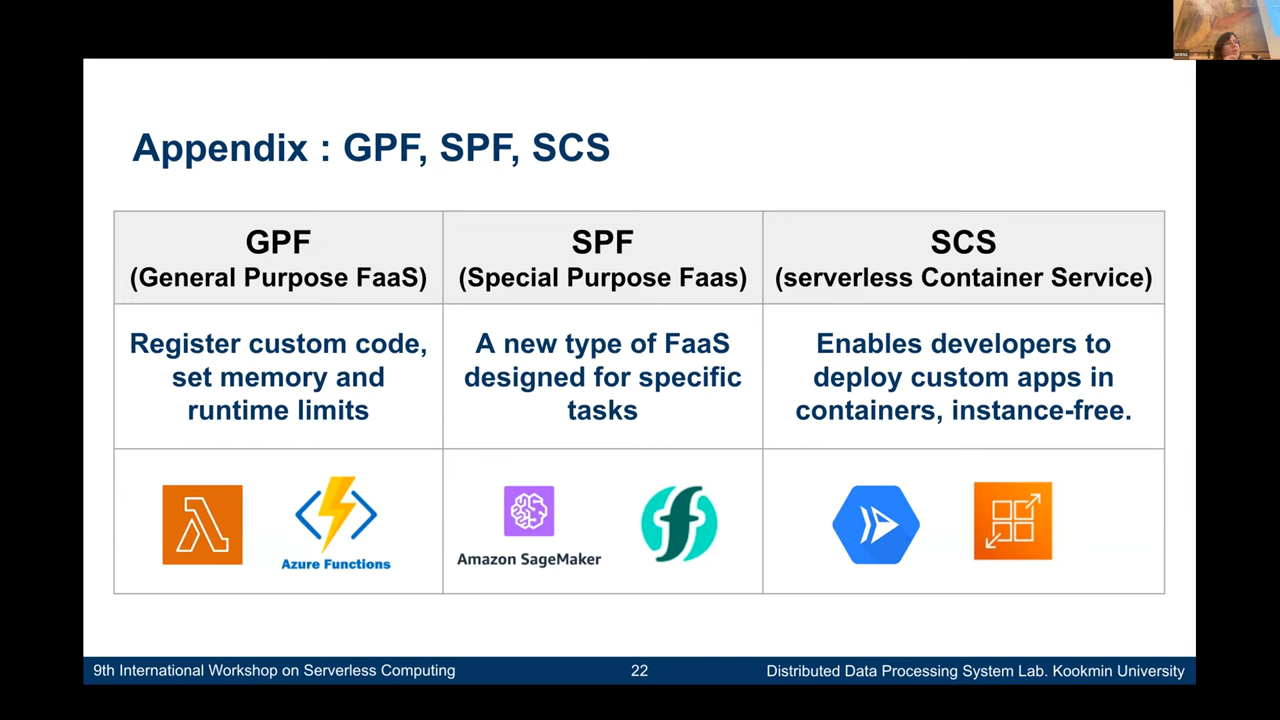 Appendix : GPF, SPF, SCS
GPF
(General Purpose FaaS)
SPF
(Special Purpose Faas)
SCS
(serverless Container Service)
Register custom code,
set memory and
runtime limits
A new type of FaaS
designed for specific
tasks
Enables developers to
deploy custom apps in
containers, instance-free.
Azure Functions
Amazon SageMaker
9th International Workshop on Serverless Computing
22
Distributed Data Processing System Lab. Kookmin University